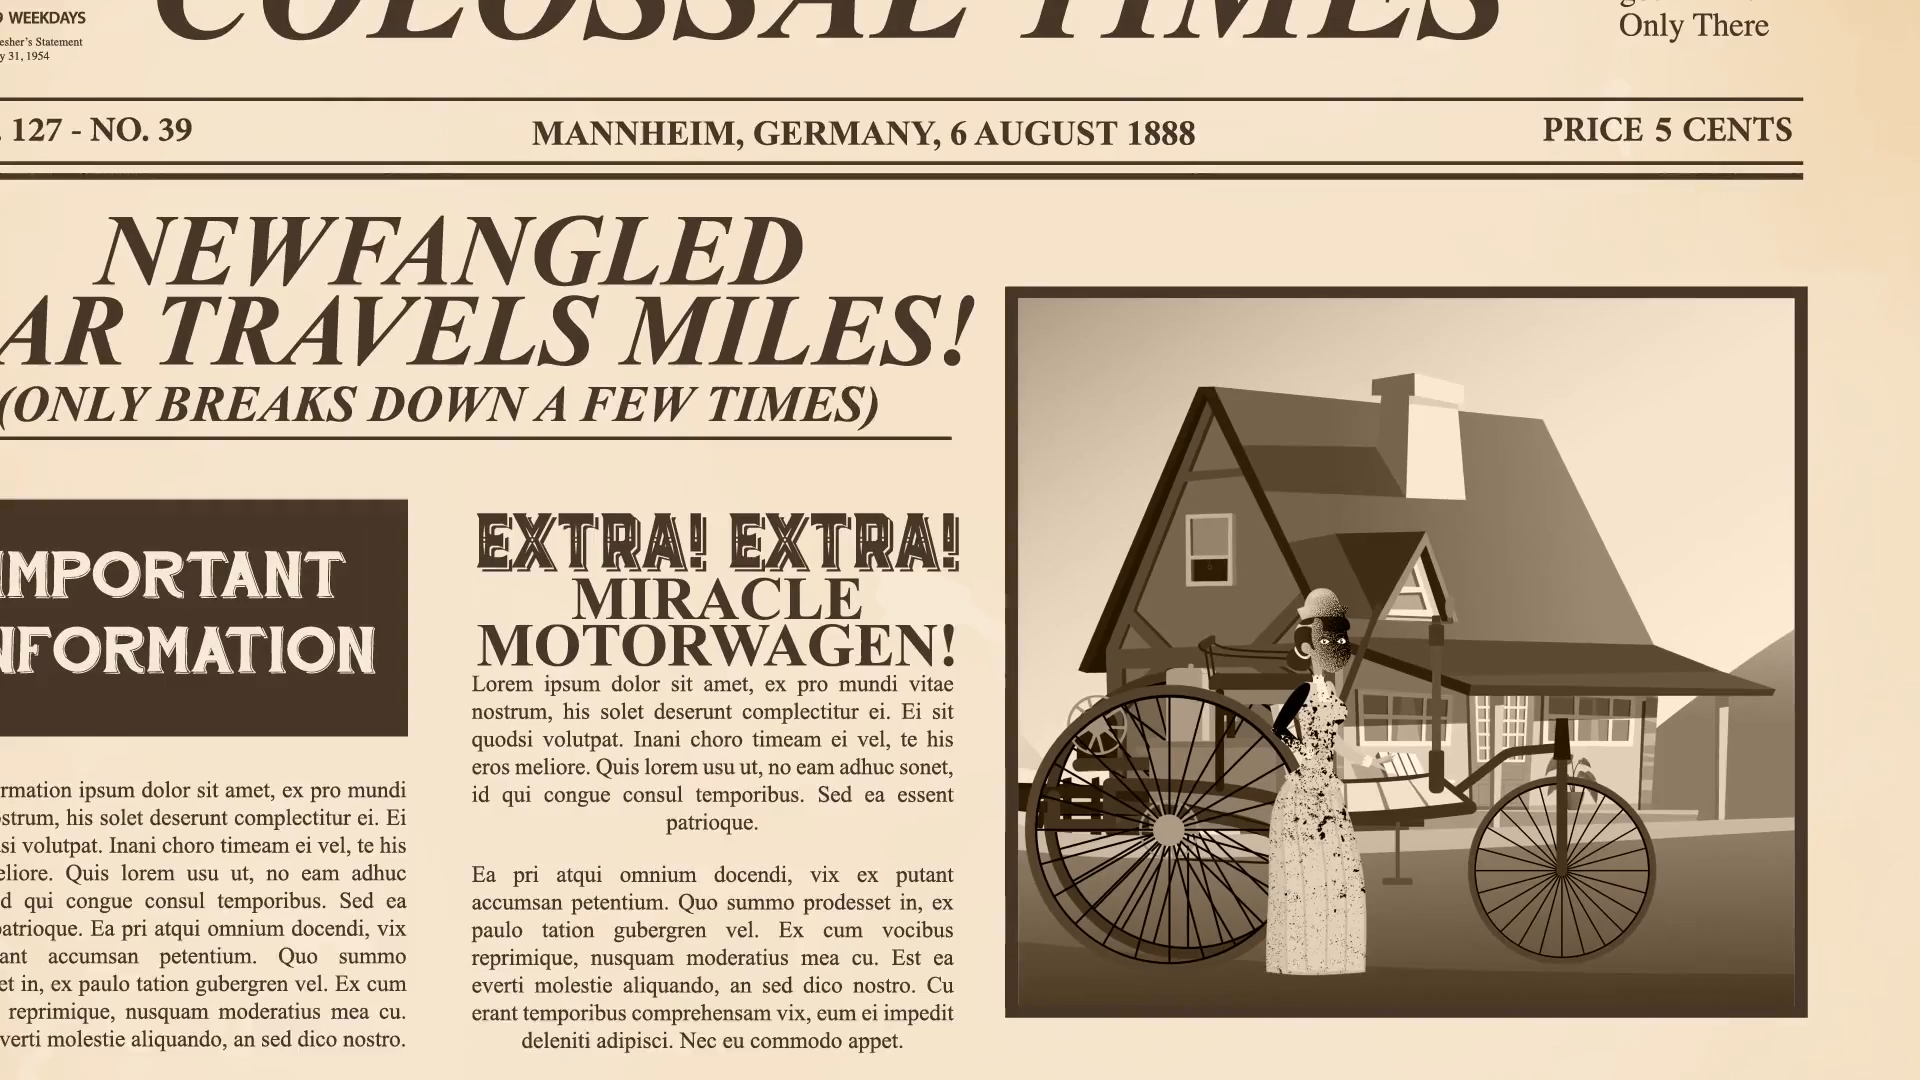 WEEKDAYS
esher's Statement
y 31, 1954
COLOSSAL TIMES
Only There
. 127 - NO. 39
MANNHEIM, GERMANY, 6 AUGUST 1888
PRICE 5 CENTS
NEWFANGLED
AR TRAVELS MILES!
(ONLY BREAKS DOWN A FEW TIMES)
IMPORTANT
NFORMATION
rmation ipsum dolor sit amet, ex pro mundi
ostrum, his solet deserunt complectitur ei. Ei
si volutpat. Inani choro timeam ei vel, te his
eliore. Quis lorem usu ut, no eam adhuc
d qui congue consul temporibus. Sed ea
patrioque. Ea pri atqui omnium docendi, vix
ant accumsan petentium. Quo summo
et in, ex paulo tation gubergren vel. Ex cum
reprimique, nusquam moderatius mea cu.
verti molestie aliquando, an sed dico nostro.
EXTRA! EXTRA!
MIRACLE
MOTORWAGEN!
Lorem ipsum dolor sit amet, ex pro mundi vitae
nostrum, his solet deserunt complectitur ei. Ei sit
quodsi volutpat. Inani choro timeam ei vel, te his
eros meliore. Quis lorem usu ut, no eam adhuc sonet,
id qui congue consul temporibus. Sed ea essent
patrioque.
Ea pri atqui omnium docendi, vix ex putant
accumsan petentium. Quo summo prodesset in, ex
paulo tation gubergren vel. Ex cum vocibus
reprimique, nusquam moderatius mea cu. Est ea
everti molestie aliquando, an sed dico nostro. Cu
erant temporibus comprehensam vix, eum ei impedit
deleniti adipisci. Nec eu commodo appet.